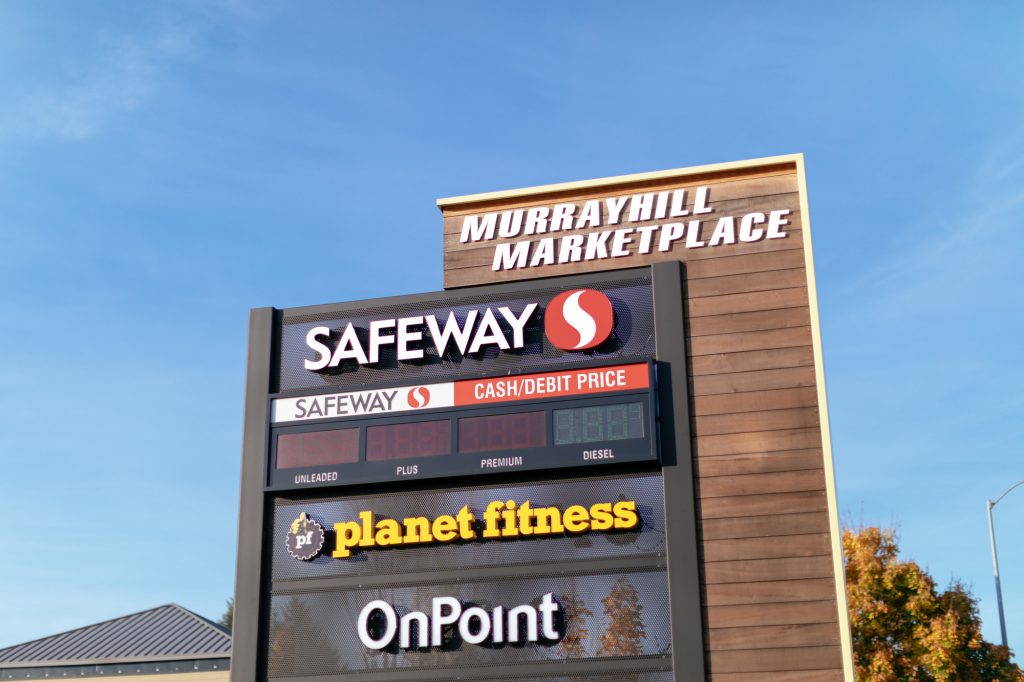 MURRAYHILL
MARKETPLACE
SAFEWAY
SAFEWAY CASH/DEBIT PRICE
UNLEADED PLUS PREMIUM DIESEL
pf planet fitness
OnPoint